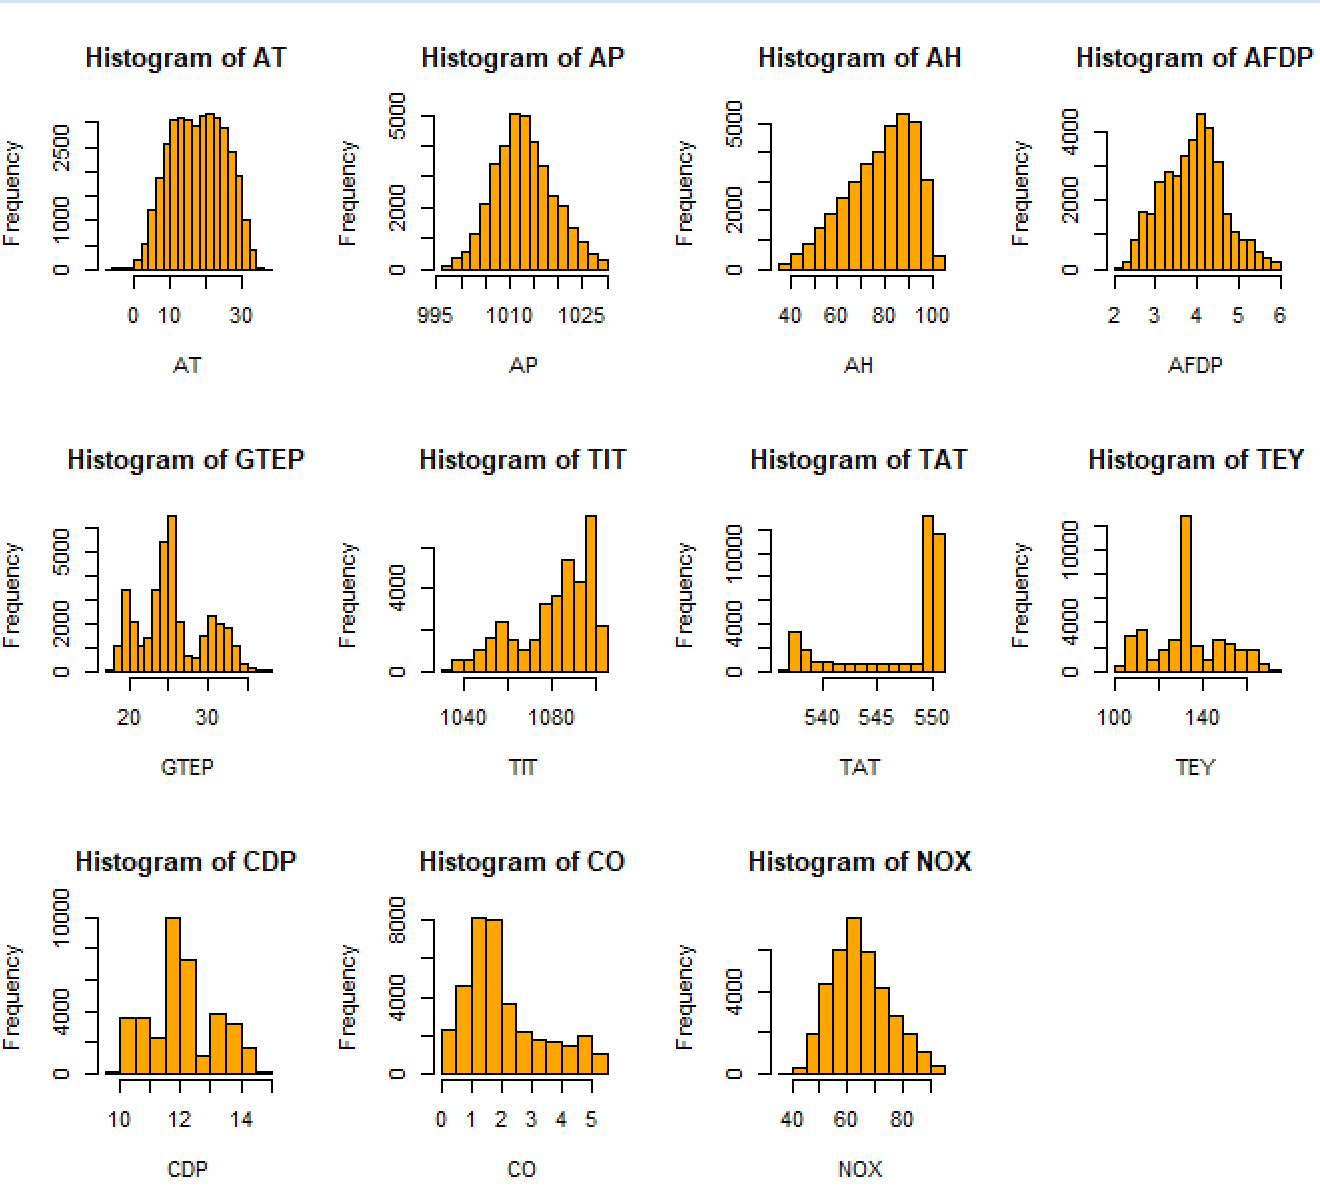 Histogram of AT
Frequency
0 1000 2500
0 10 30
AT
Histogram of AP
Frequency
0 2000 5000
995 1010 1025
AP
Histogram of AH
Frequency
0 2000 5000
40 60 80 100
AH
Histogram of AFDP
Frequency
0 2000 4000
2 3 4 5 6
AFDP
Histogram of GTEP
Frequency
0 2000 5000
20 30
GTEP
Histogram of TIT
Frequency
0 4000
1040 1080
TIT
Histogram of TAT
Frequency
0 4000 10000
540 545 550
TAT
Histogram of TEY
Frequency
0 4000 10000
100 140
TEY
Histogram of CDP
Frequency
0 4000 10000
10 12 14
CDP
Histogram of CO
Frequency
0 4000 8000
0 1 2 3 4 5
CO
Histogram of NOX
Frequency
0 4000
40 60 80
NOX